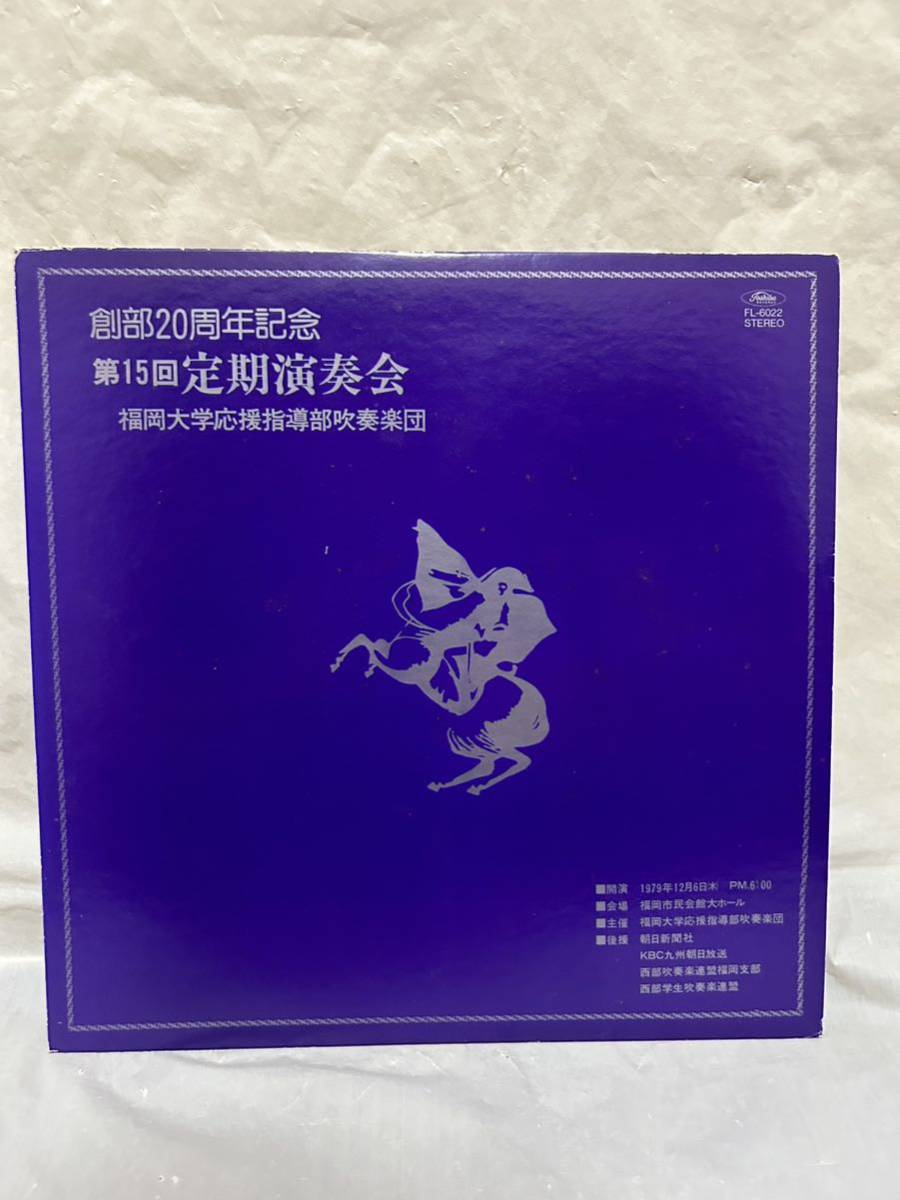 創部20周年記念
第15回定期演奏会
福岡大学応援指導部吹奏楽団
Toshiba
RECORDS
FL-6022
STEREO
■開演 1979年12月6日(木) PM.6:00
■会場 福岡市民会館大ホール
■主催 福岡大学応援指導部吹奏楽団
■後援 朝日新聞社
KBC九州朝日放送
西部吹奏楽連盟福岡支部
西部学生吹奏楽連盟